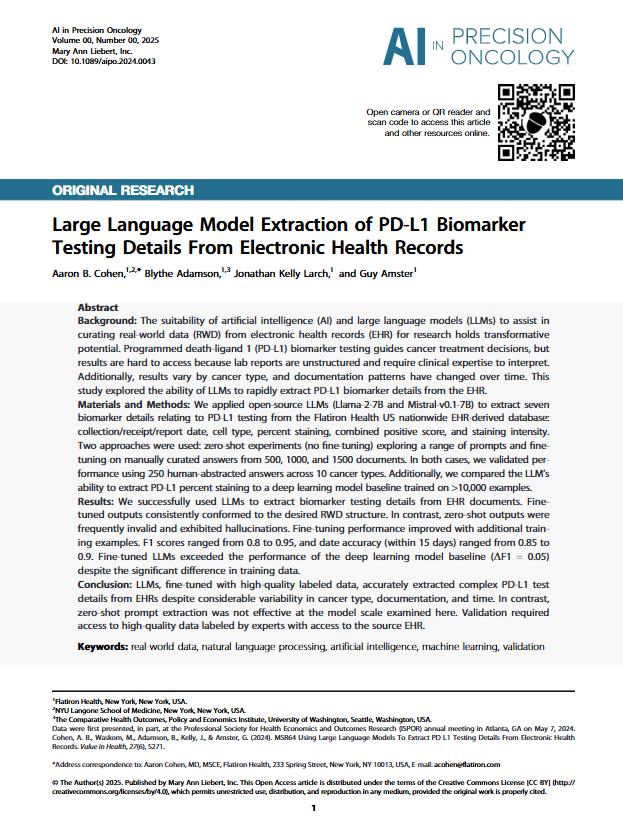 AI in Precision Oncology
Volume 00, Number 00, 2025
Mary Ann Liebert, Inc.
DOI: 10.1089/aipo.2024.0043
AI IN PRECISION
ONCOLOGY
Open camera or QR reader and
scan code to access this article
and other resources online.
ORIGINAL RESEARCH
Large Language Model Extraction of PD-L1 Biomarker
Testing Details From Electronic Health Records
Aaron B. Cohen,1,2,* Blythe Adamson,1,3 Jonathan Kelly Larch,1 and Guy Amster1
Abstract
Background: The suitability of artificial intelligence (AI) and large language models (LLMs) to assist in
curating real-world data (RWD) from electronic health records (EHR) for research holds transformative
potential. Programmed death-ligand 1 (PD-L1) biomarker testing guides cancer treatment decisions, but
results are hard to access because lab reports are unstructured and require clinical expertise to interpret.
Additionally, results vary by cancer type, and documentation patterns have changed over time. This
study explored the ability of LLMs to rapidly extract PD-L1 biomarker details from the EHR.
Materials and Methods: We applied open-source LLMs (Llama-2-7B and Mistral-v0.1-7B) to extract seven
biomarker details relating to PD-L1 testing from the Flatiron Health US nationwide EHR-derived database:
collection/receipt/report date, cell type, percent staining, combined positive score, and staining intensity.
Two approaches were used: zero-shot experiments (no fine-tuning) exploring a range of prompts and fine-
tuning on manually curated answers from 500, 1000, and 1500 documents. In both cases, we validated per-
formance using 250 human-abstracted answers across 10 cancer types. Additionally, we compared the LLM's
ability to extract PD-L1 percent staining to a deep learning model baseline trained on >10,000 examples.
Results: We successfully used LLMs to extract biomarker testing details from EHR documents. Fine-
tuned outputs consistently conformed to the desired RWD structure. In contrast, zero-shot outputs were
frequently invalid and exhibited hallucinations. Fine-tuning performance improved with additional train-
ing examples. F1 scores ranged from 0.8 to 0.95, and date accuracy (within 15 days) ranged from 0.85 to
0.9. Fine-tuned LLMs exceeded the performance of the deep learning model baseline (ΔF1 = 0.05)
despite the significant difference in training data.
Conclusion: LLMs, fine-tuned with high-quality labeled data, accurately extracted complex PD-L1 test
details from EHRs despite considerable variability in cancer type, documentation, and time. In contrast,
zero-shot prompt extraction was not effective at the model scale examined here. Validation required
access to high-quality data labeled by experts with access to the source EHR.
Keywords: real-world data, natural language processing, artificial intelligence, machine learning, validation
1Flatiron Health, New York, New York, USA.
2NYU Langone School of Medicine, New York, New York, USA.
3The Comparative Health Outcomes, Policy and Economics Institute, University of Washington, Seattle, Washington, USA.
Data were first presented, in part, at the Professional Society for Health Economics and Outcomes Research (ISPOR) annual meeting in Atlanta, GA on May 7, 2024.
Cohen, A. B., Waskom, M., Adamson, B., Kelly, J., & Amster, G. (2024). MSR64 Using Large Language Models To Extract PD L1 Testing Details From Electronic Health
Records. Value in Health, 27(6), S271.
*Address correspondence to: Aaron Cohen, MD, MSCE, Flatiron Health, 233 Spring Street, New York, NY 10013, USA, E-mail: acohen@flatiron.com
© The Author(s) 2025. Published by Mary Ann Liebert, Inc. This Open Access article is distributed under the terms of the Creative Commons License [CC-BY] (http://
creativecommons.org/licenses/by/4.0), which permits unrestricted use, distribution, and reproduction in any medium, provided the original work is properly cited.
1